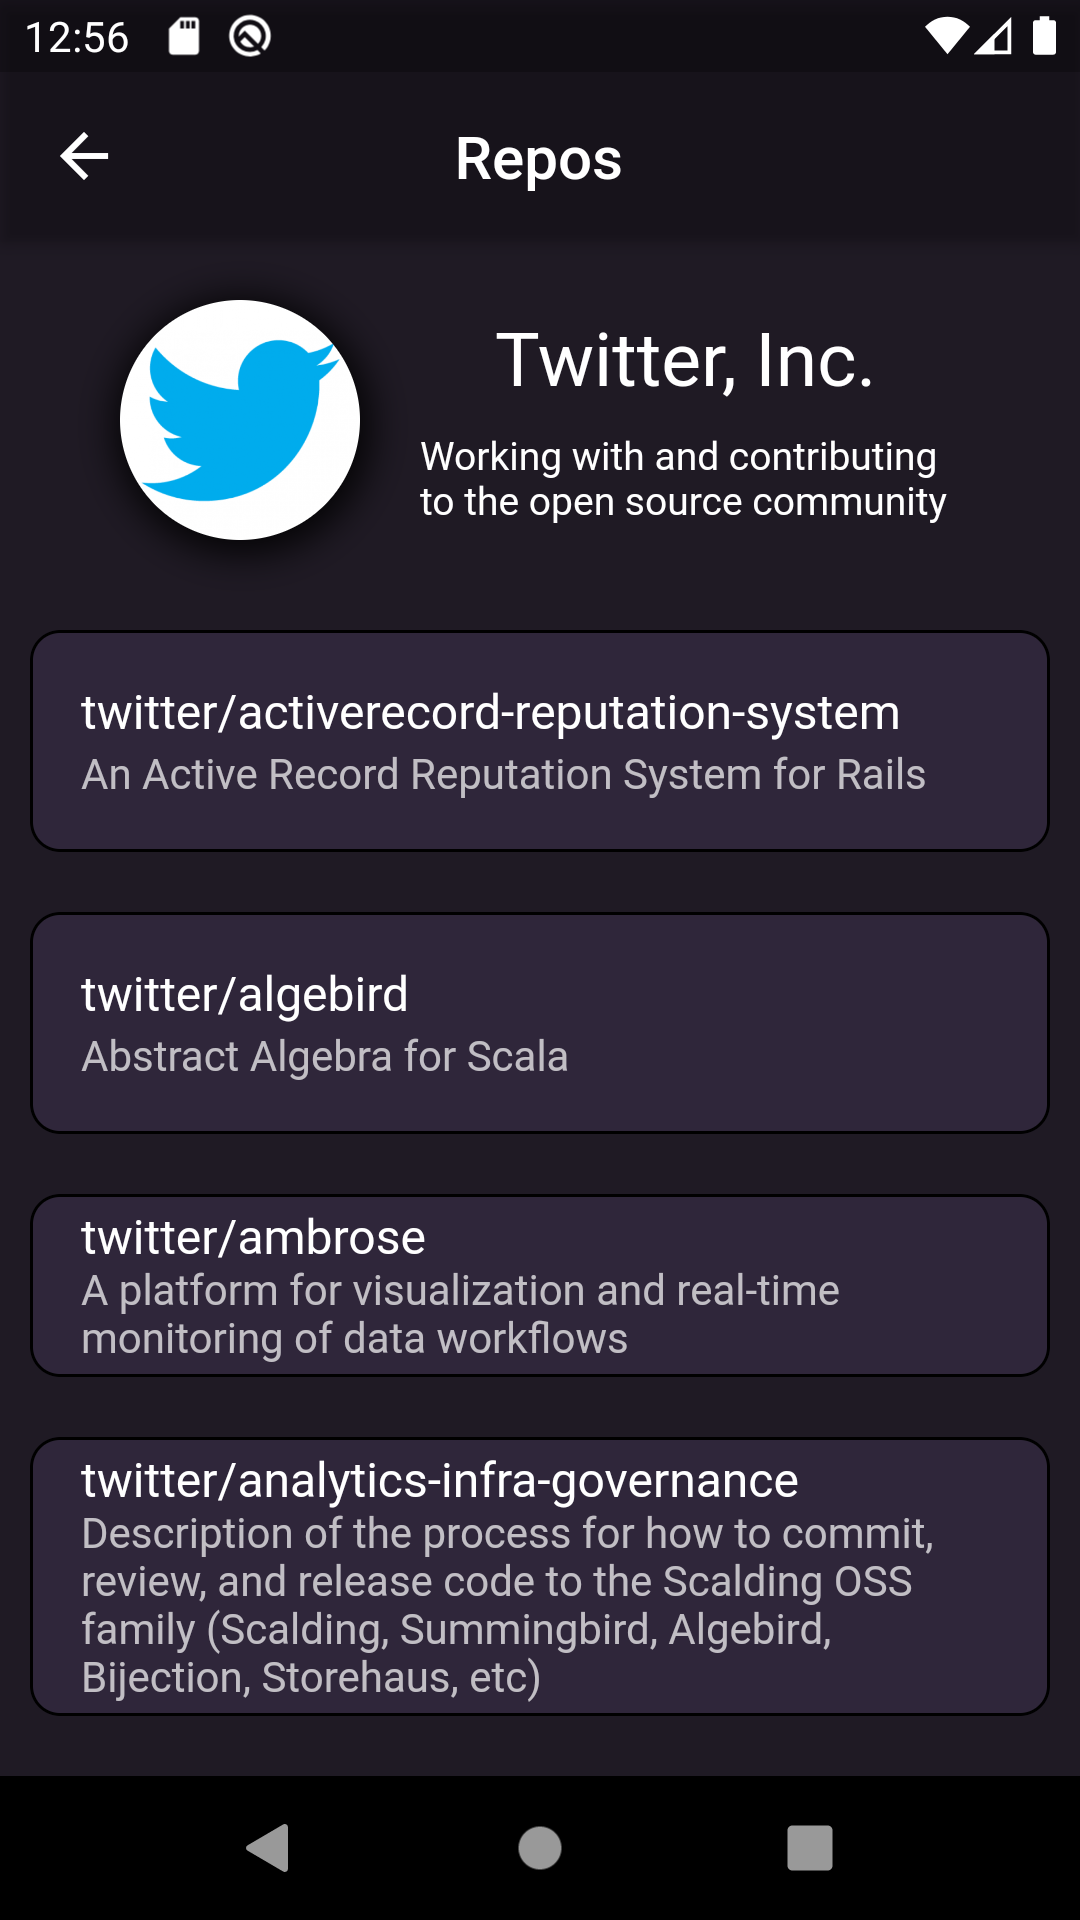 12:56
Repos
Twitter, Inc.
Working with and contributing
to the open source community
twitter/activerecord-reputation-system
An Active Record Reputation System for Rails
twitter/algebird
Abstract Algebra for Scala
twitter/ambrose
A platform for visualization and real-time
monitoring of data workflows
twitter/analytics-infra-governance
Description of the process for how to commit,
review, and release code to the Scalding OSS
family (Scalding, Summingbird, Algebird,
Bijection, Storehaus, etc)